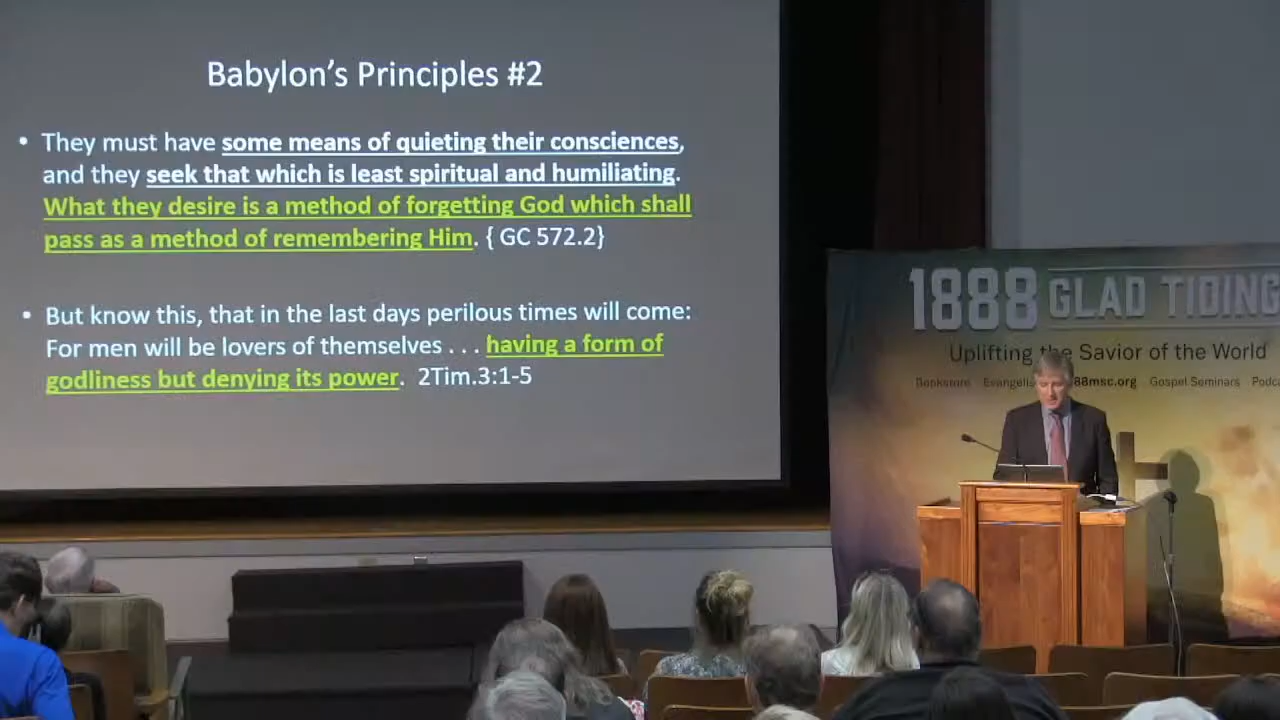 Babylon's Principles #2
• They must have some means of quieting their consciences,
and they seek that which is least spiritual and humiliating.
What they desire is a method of forgetting God which shall
pass as a method of remembering Him. { GC 572.2}
• But know this, that in the last days perilous times will come:
For men will be lovers of themselves . . . having a form of
godliness but denying its power. 2Tim.3:1-5
1888 GLAD TIDING
Uplifting the Savior of the World
Bookstore Evangelis 88msc.org Gospel Seminars Podca